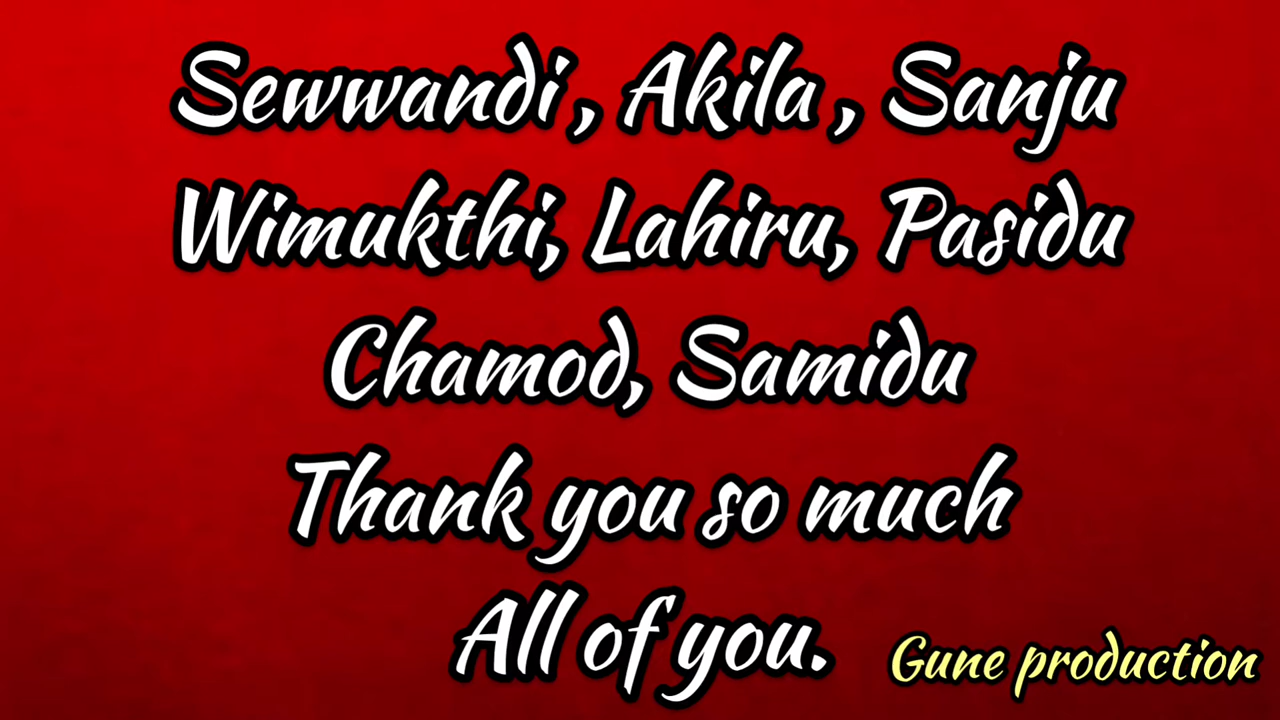 Sewwandi , Akila , Sanju
Wimukthi, Lahiru, Pasidu
Chamod, Samidu
Thank you so much
All of you.
Gune production